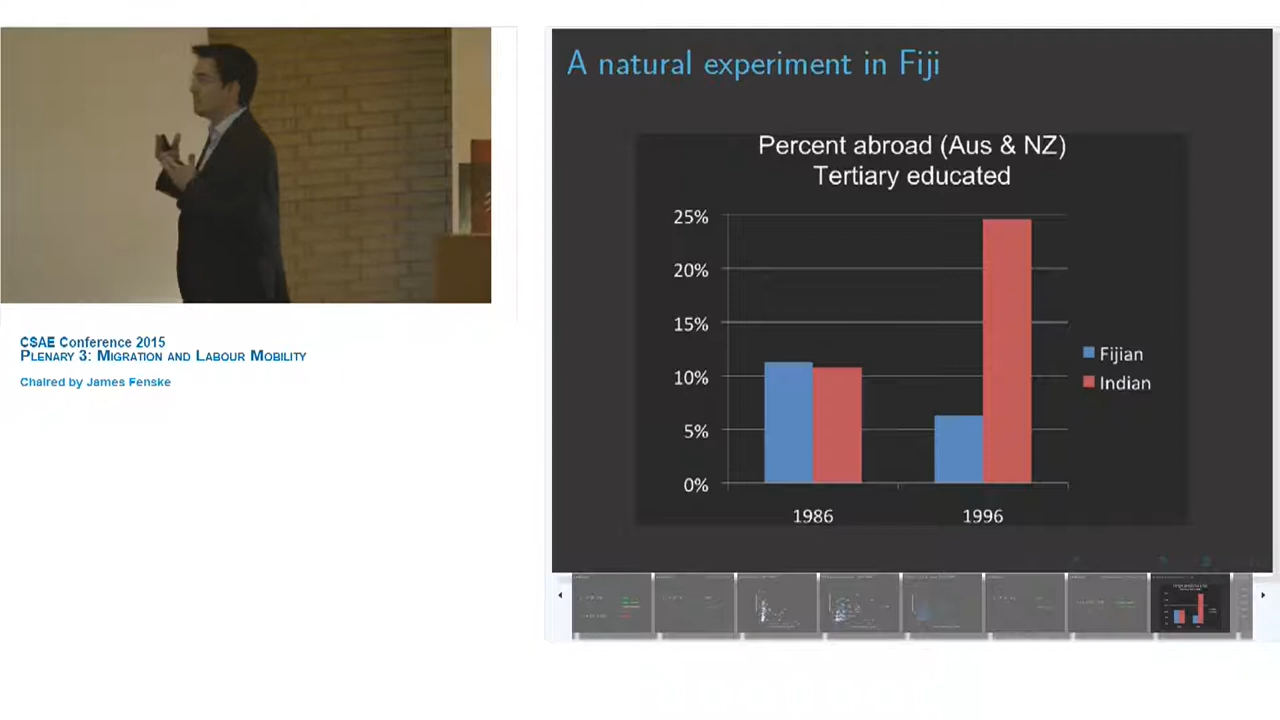 A natural experiment in Fiji
Percent abroad (Aus & NZ)
Tertiary educated
25%
20%
15%
10%
5%
0%
1986
1996
Fijian
Indian
CSAE Conference 2015
Plenary 3: Migration and Labour Mobility
Chaired by James Fenske